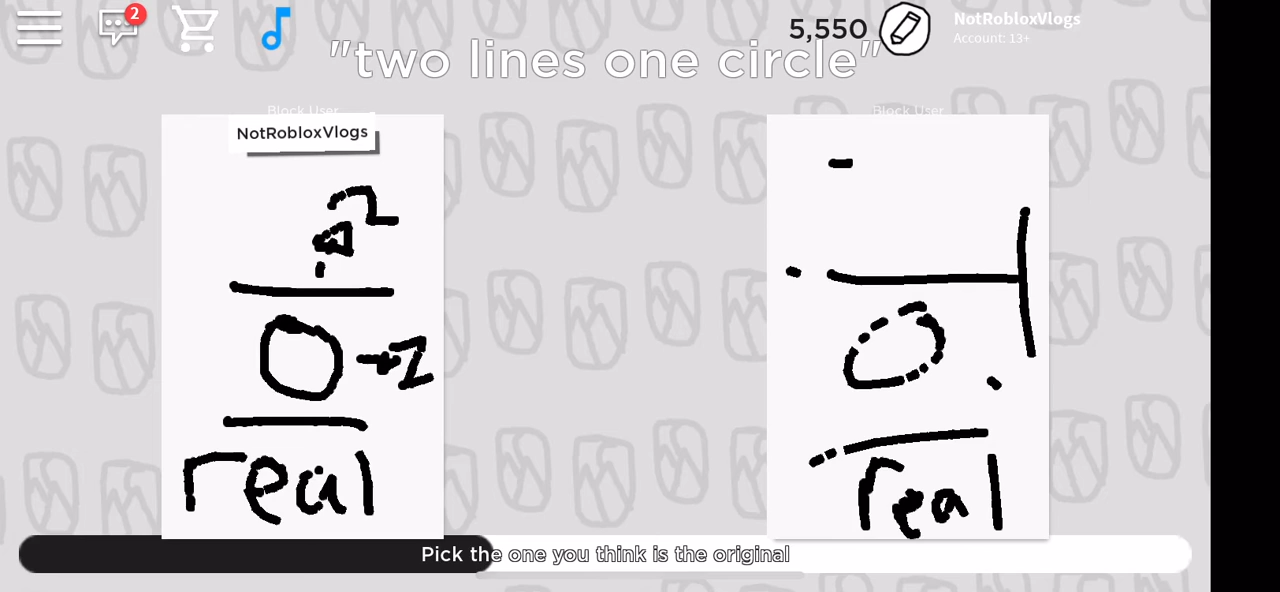 2
5,550
NotRobloxVlogs
Account: 13+
"two lines one circle"
Block User
Block User
NotRobloxVlogs
real
real
Pick the one you think is the original